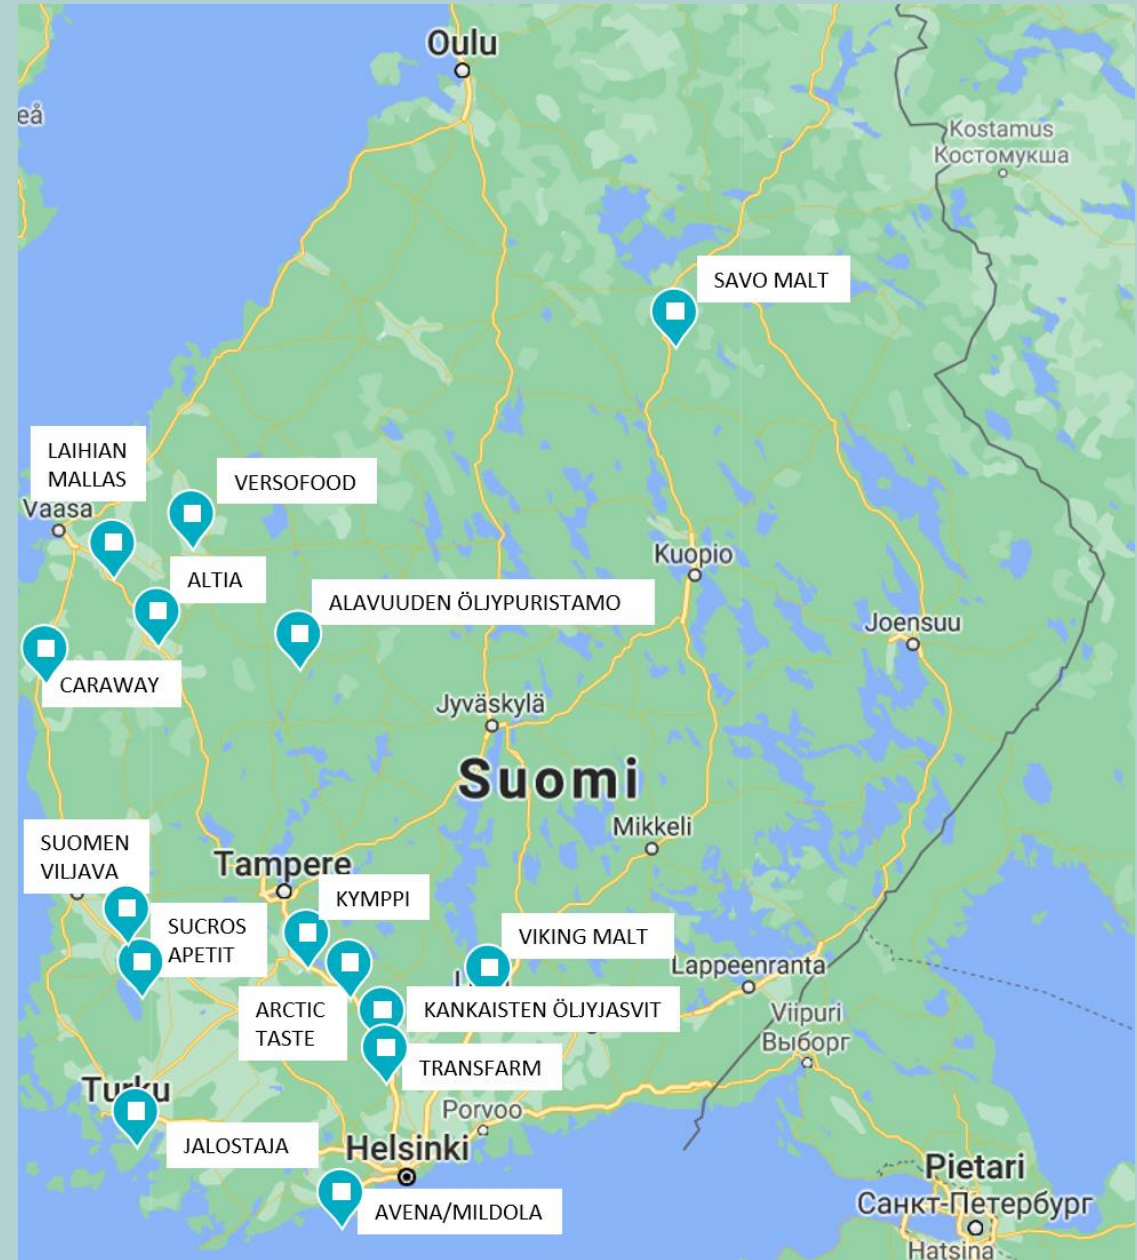 Oulu
eå
Kostamus
Костомукша
SAVO MALT
LAIHIAN
MALLAS
VERSOFOOD
Vaasa
Kuopio
ALTIA
ALAVUUDEN ÖLJYPURISTAMO
Joensuu
CARAWAY
Jyväskylä
Suomi
Mikkeli
SUOMEN
VILJAVA
Tampere
KYMPPI
SUCROS
APETIT
VIKING MALT
Lappeenranta
ARCTIC
TASTE
KANKAISTEN ÖLJYJASVIT
Viipuri
Выборг
TRANSFARM
Turku
Porvoo
JALOSTAJA
Helsinki
Pietari
AVENA/MILDOLA
Санкт-Петербург
Hatsina